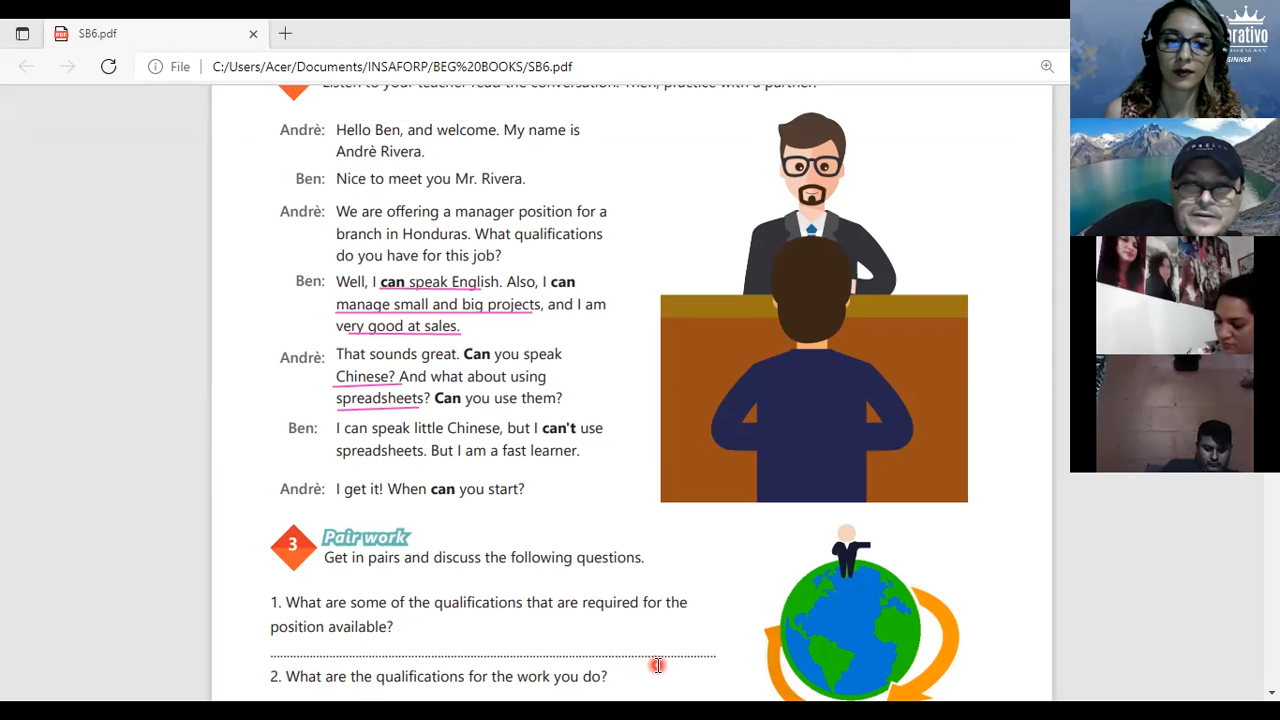 SB6.pdf
File
C:/Users/Acer/Documents/INSAFORP/BEG%20BOOKS/SB6.pdf
Listen to your teacher read the conversation. Then, practice with a partner.
Andrè: Hello Ben, and welcome. My name is
Andrè Rivera.
Ben: Nice to meet you Mr. Rivera.
Andrè: We are offering a manager position for a
branch in Honduras. What qualifications
do you have for this job?
Ben: Well, I can speak English. Also, I can
manage small and big projects, and I am
very good at sales.
Andrè: That sounds great. Can you speak
Chinese? And what about using
spreadsheets? Can you use them?
Ben: I can speak little Chinese, but I can't use
spreadsheets. But I am a fast learner.
Andrè: I get it! When can you start?
3 Pair work
Get in pairs and discuss the following questions.
1. What are some of the qualifications that are required for the
position available?
2. What are the qualifications for the work you do?